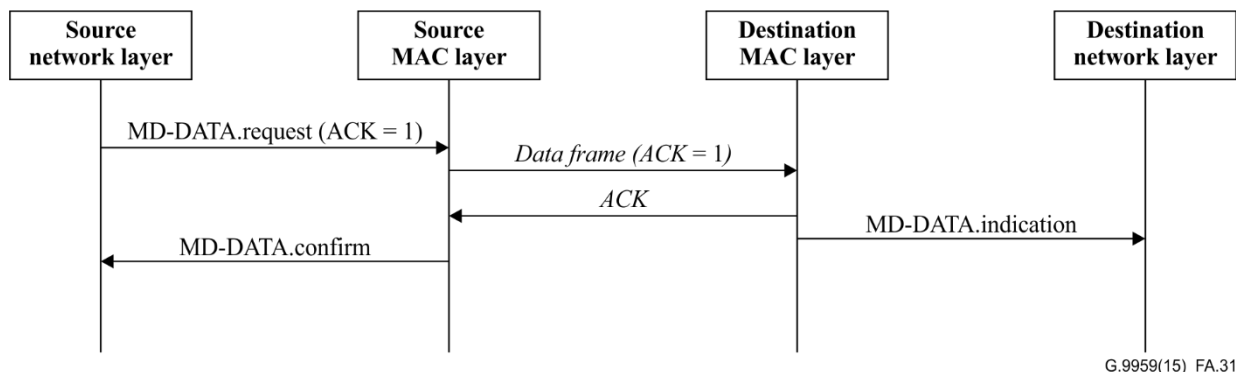 Source
network layer
Source
MAC layer
Destination
MAC layer
Destination
network layer
MD-DATA.request (ACK = 1)
Data frame (ACK = 1)
ACK
MD-DATA.indication
MD-DATA.confirm
G.9959(15)_FA.31